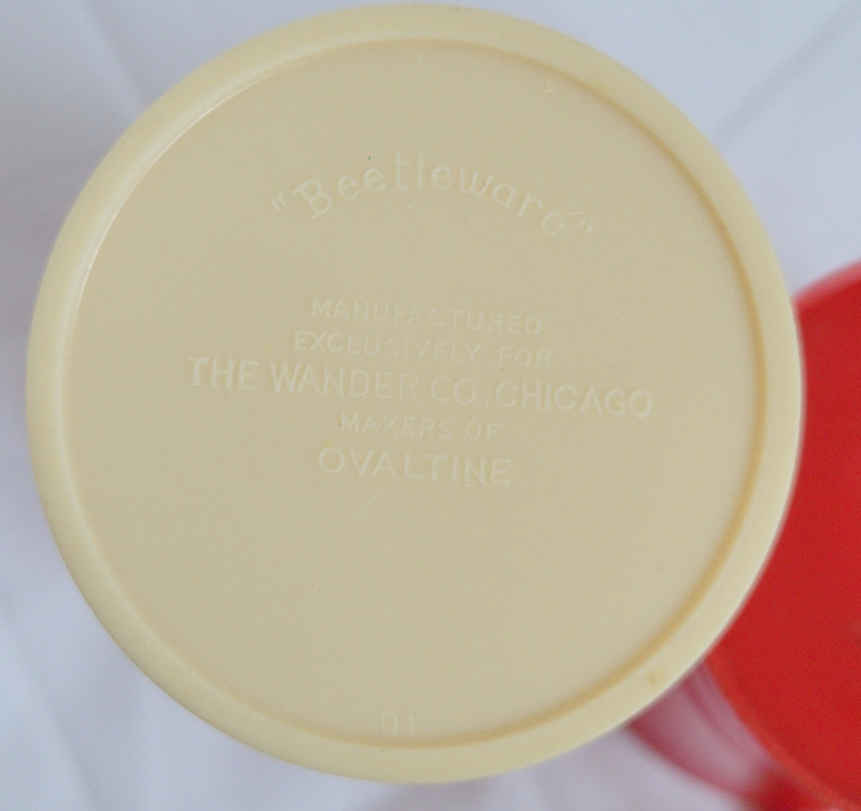 "Beetleware"
MANUFACTURED
EXCLUSIVELY FOR
THE WANDER CO. CHICAGO
MAKERS OF
OVALTINE